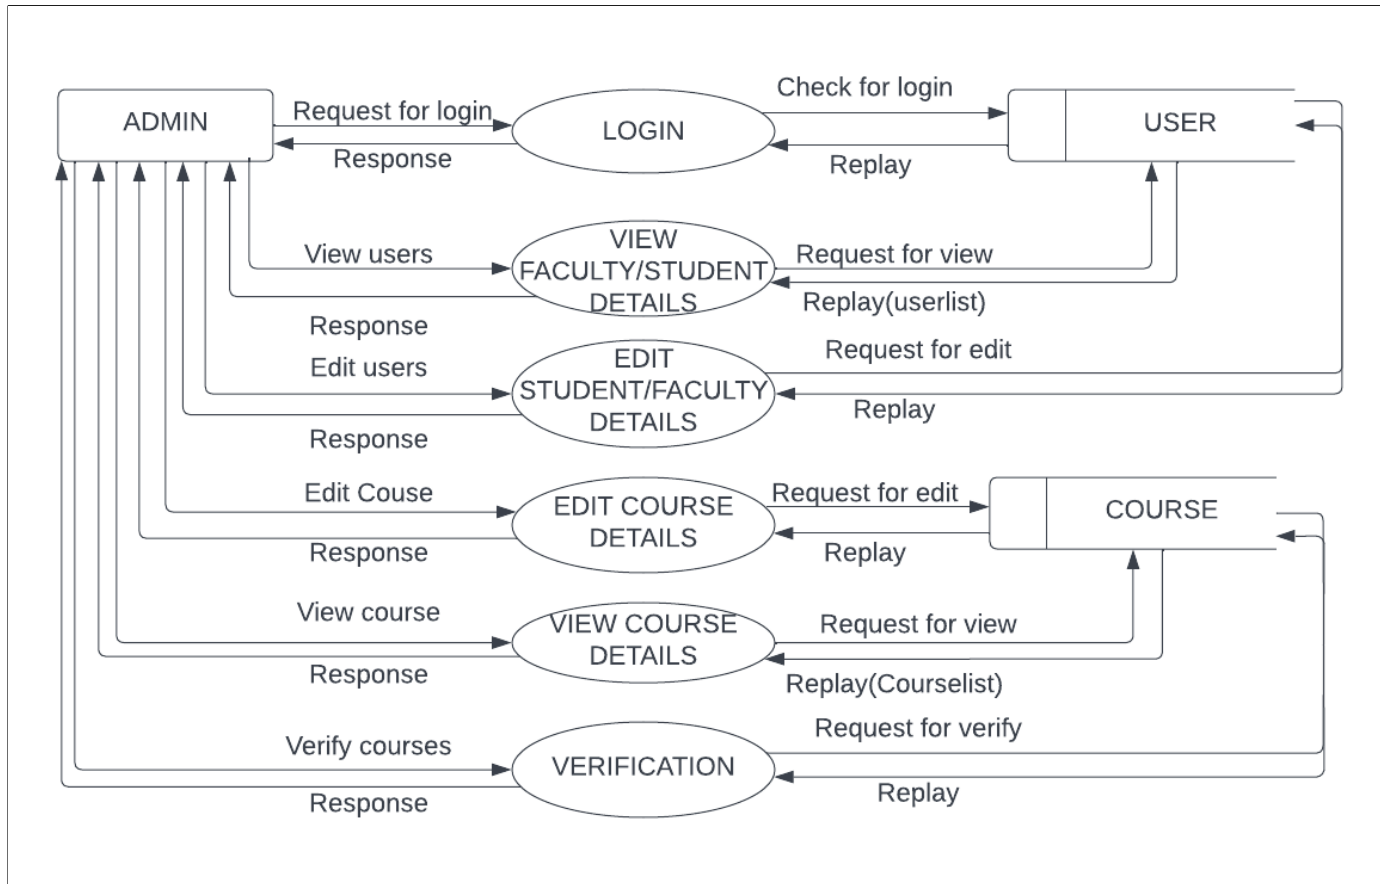 Check for login
ADMIN
Request for login
LOGIN
USER
Response
Replay
View users
VIEW
FACULTY/STUDENT
DETAILS
Request for view
Replay(userlist)
Response
Edit users
EDIT
STUDENT/FACULTY
DETAILS
Request for edit
Replay
Response
Edit Couse
EDIT COURSE
DETAILS
Request for edit
COURSE
Response
Replay
View course
VIEW COURSE
DETAILS
Request for view
Response
Replay(Courselist)
Request for verify
Verify courses
VERIFICATION
Replay
Response